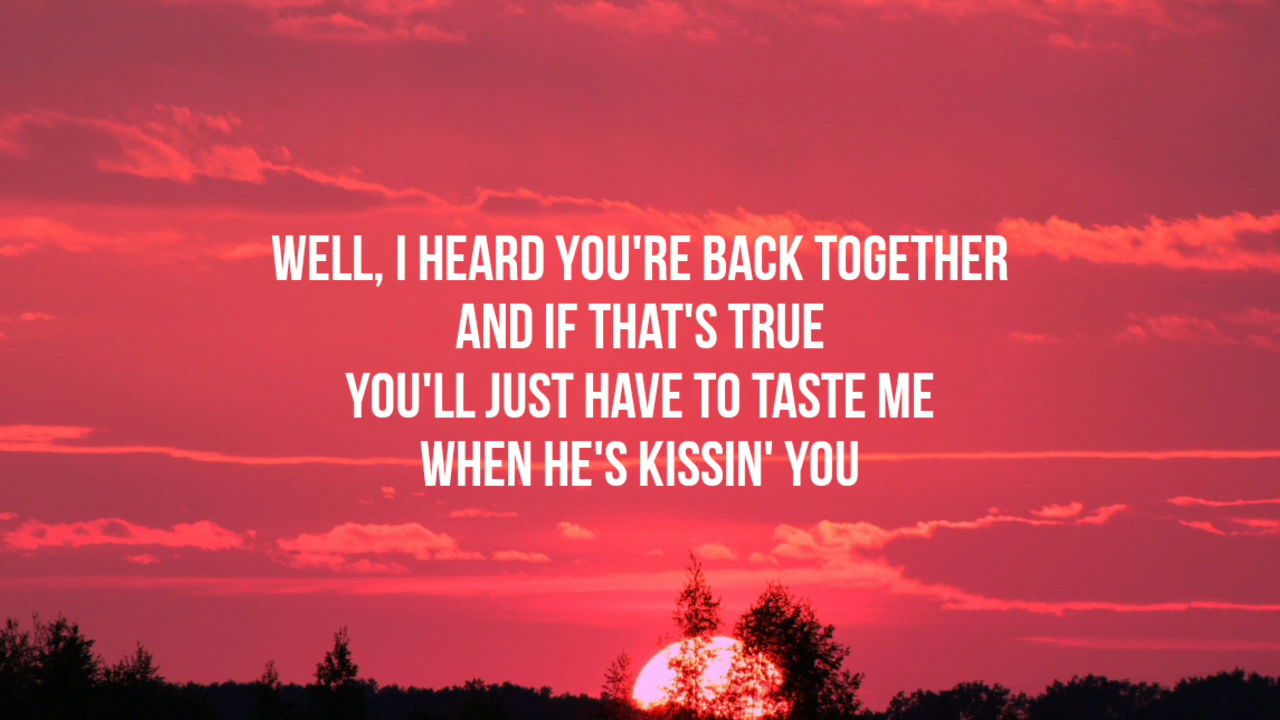 WELL, I HEARD YOU'RE BACK TOGETHER
AND IF THAT'S TRUE
YOU'LL JUST HAVE TO TASTE ME
WHEN HE'S KISSIN' YOU